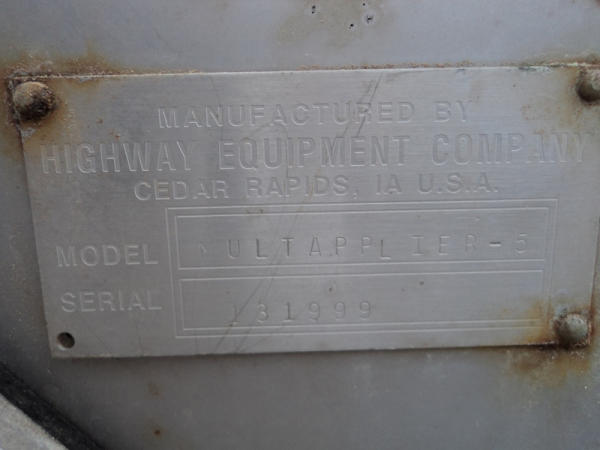 MANUFACTURED BY
HIGHWAY EQUIPMENT COMPANY
CEDAR RAPIDS, IA U.S.A.
MODEL ULTAPPLIER-5
SERIAL 131999